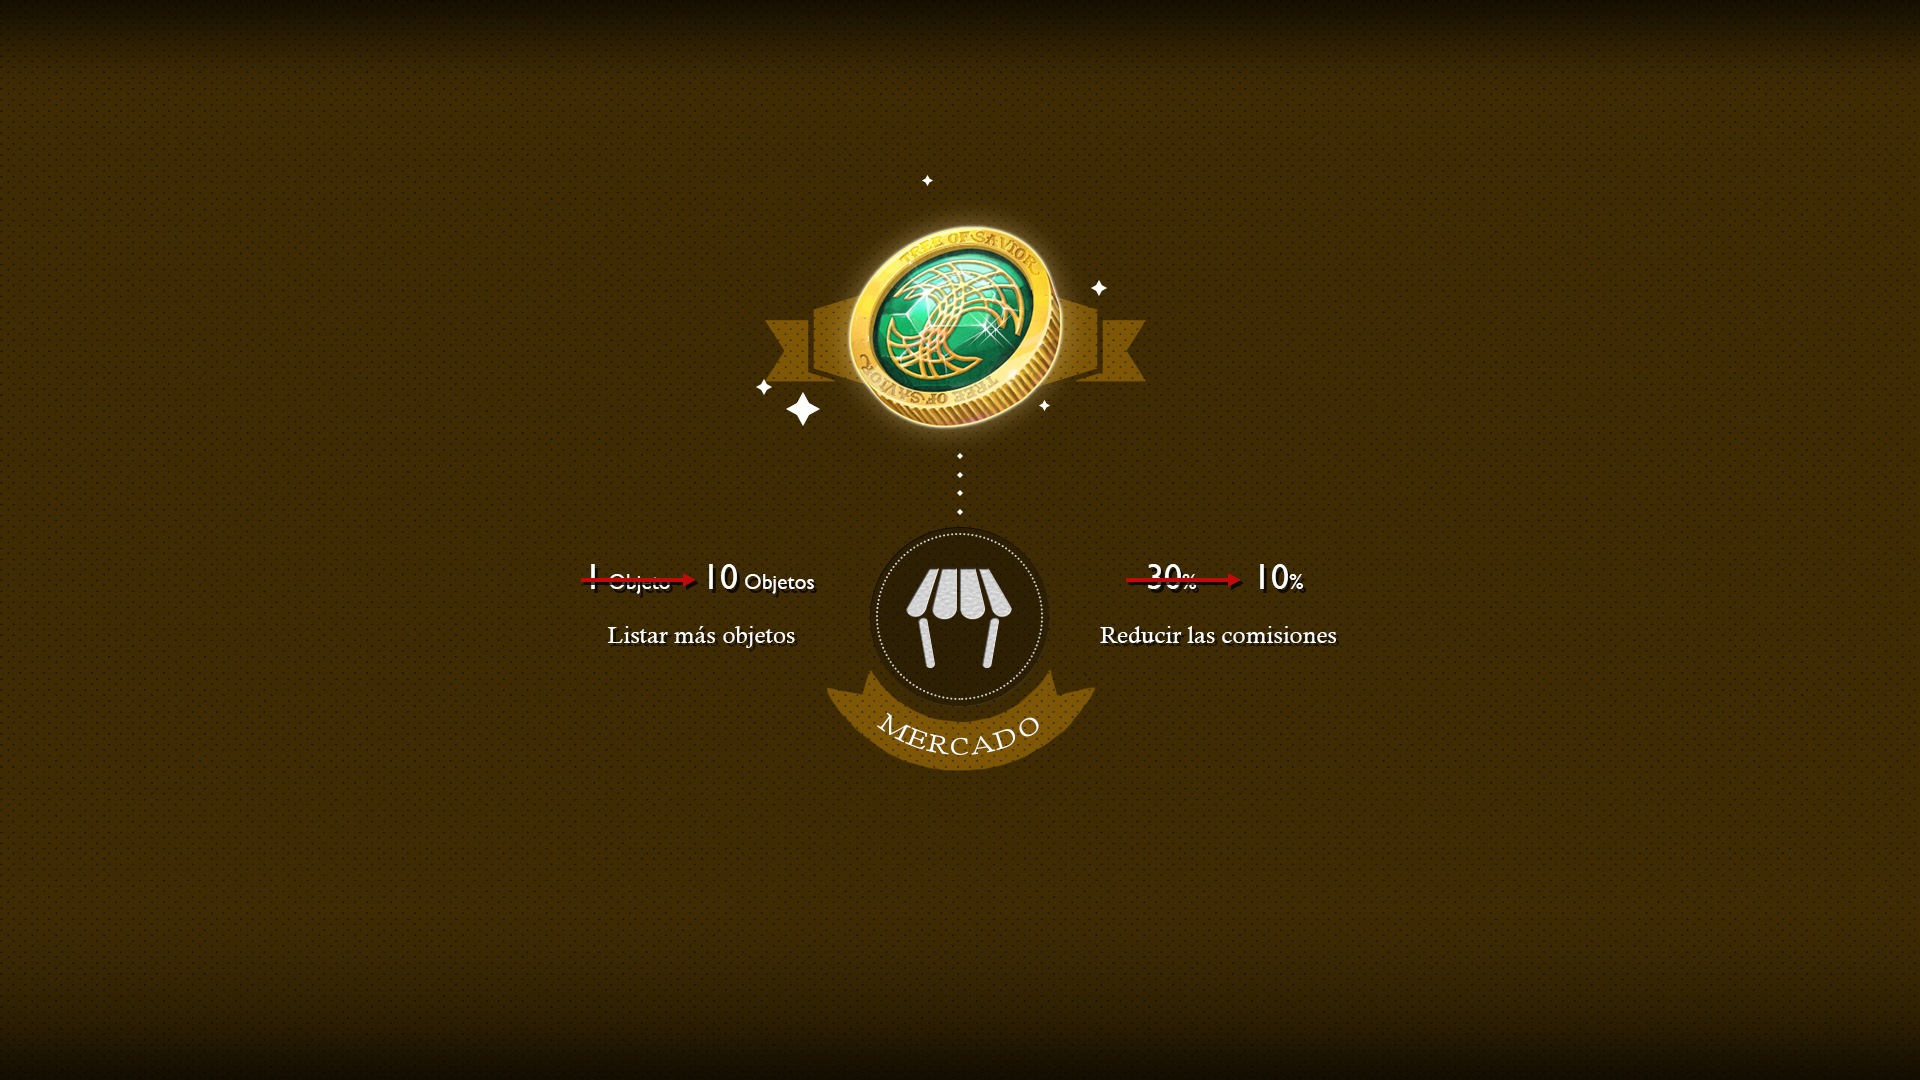 TREE OF SAVIOR
TREE OF SAVIOR
1 Objeto 10 Objetos
Listar más objetos
30% 10%
Reducir las comisiones
MERCADO